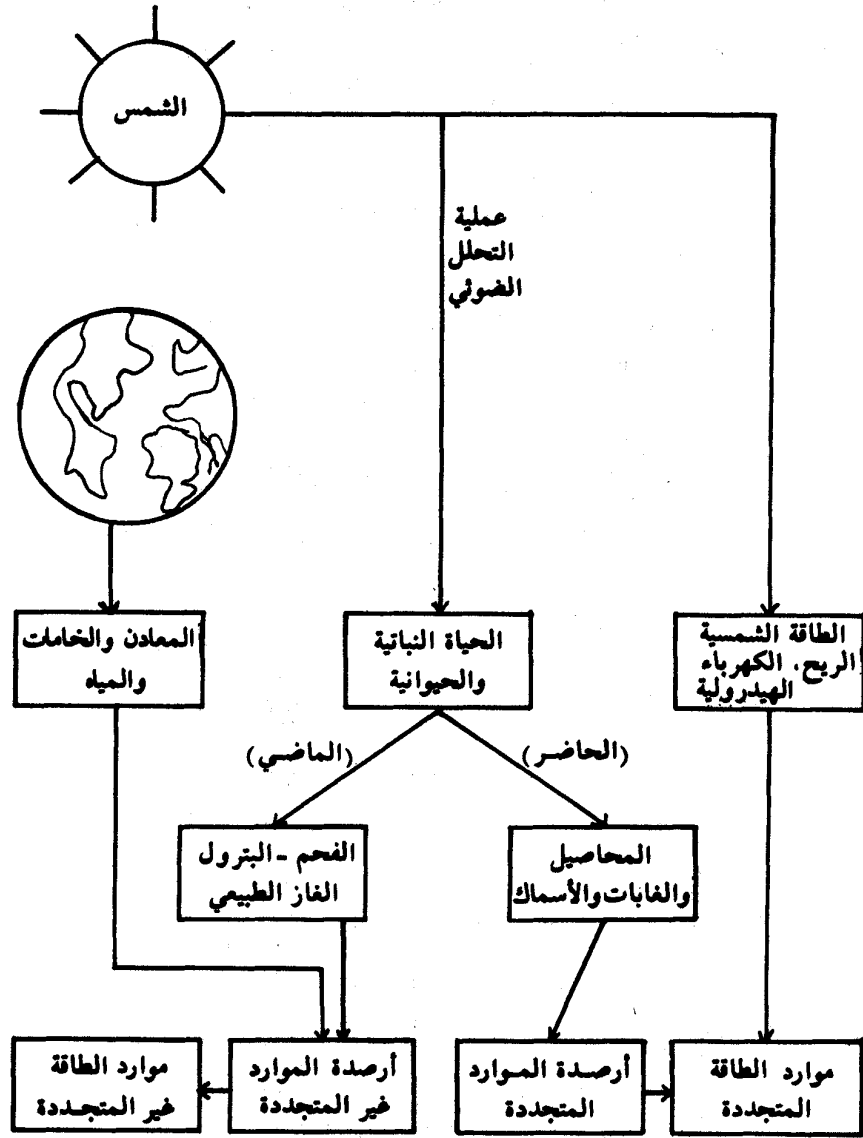 الشمس
عملية
التحلل
الضوئي
الطاقة الشمسية
الريح، الكهرباء
الهيدرولية
الحياة النباتية
والحيوانية
المعادن والخامات
والمياه
(الحاضر)
(الماضي)
المحاصيل
والغابات والأسماك
الفحم - البترول
الغاز الطبيعي
موارد الطاقة
المتجددة
أرصدة الموارد
المتجددة
أرصدة الموارد
غير المتجددة
موارد الطاقة
غير المتجددة